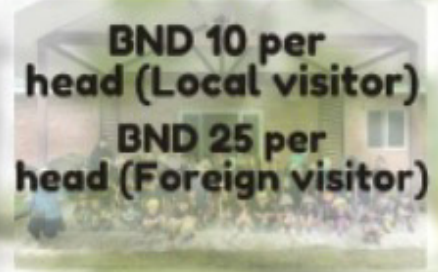 BND 10 per
head (Local visitor)
BND 25 per
head (Foreign visitor)